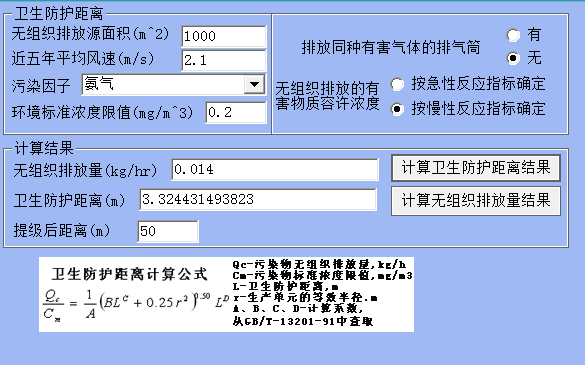 卫生防护距离
无组织排放源面积(m^2) 1000
近五年平均风速(m/s) 2.1
污染因子 氨气
环境标准浓度限值(mg/m^3) 0.2
排放同种有害气体的排气筒
有
无
无组织排放的有
害物质容许浓度
按急性反应指标确定
按慢性反应指标确定
计算结果
无组织排放量(kg/hr) 0.014
计算卫生防护距离结果
卫生防护距离(m) 3.324431493823
计算无组织排放量结果
提级后距离(m) 50
卫生防护距离计算公式
Qc/Cm = 1/A (BL^C + 0.25r^2)^0.50 L^D
Qc-污染物无组织排放量,kg/h
Cm-污染物标准浓度限值,mg/m3
L-卫生防护距离,m
r-生产单元的等效半径.m
A、B、C、D-计算系数,
从GB/T-13201-91中查取